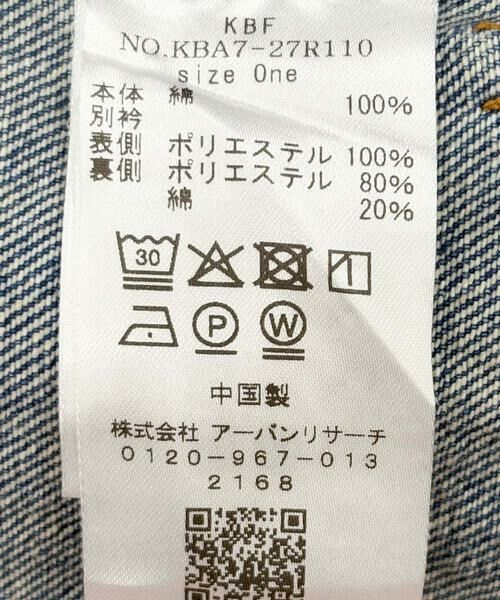 KBF
NO.KBA7-27R110
size One
本体 綿 100%
別衿
表側 ポリエステル 100%
裏側 ポリエステル 80%
綿 20%
30
P W
中国製
株式会社 アーバンリサーチ
0120-967-013
2168